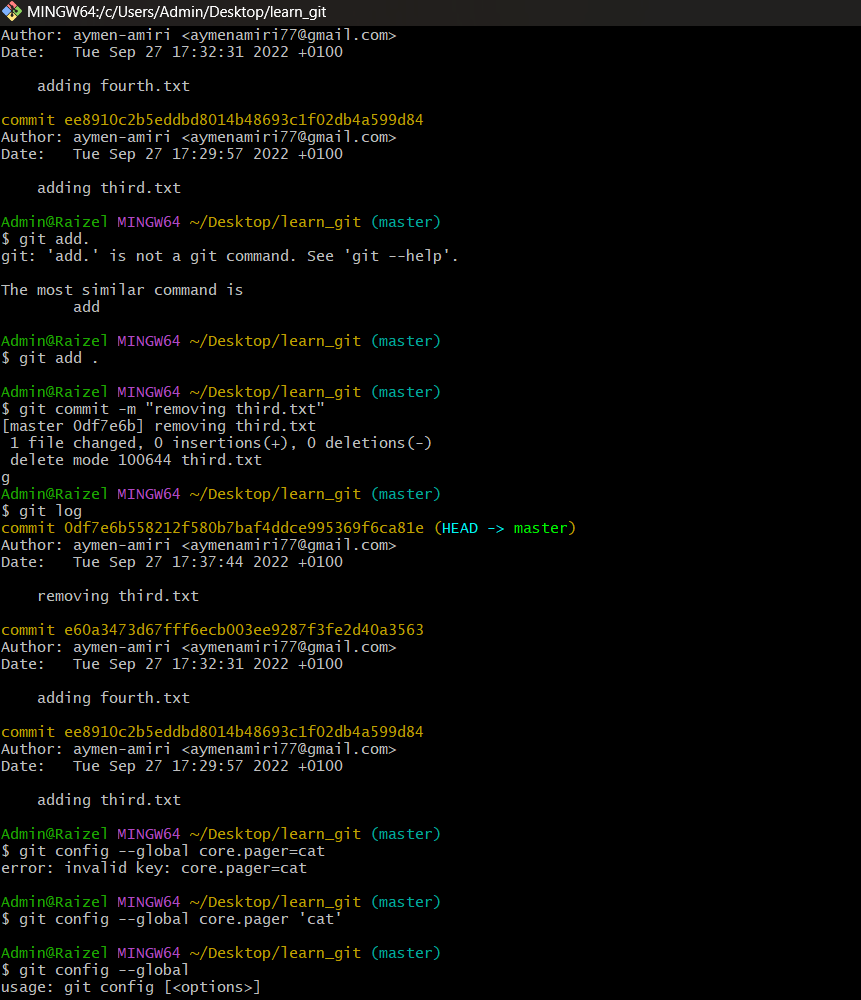 MINGW64:/c/Users/Admin/Desktop/learn_git
Author: aymen-amiri <aymenamiri77@gmail.com>
Date:   Tue Sep 27 17:32:31 2022 +0100
    adding fourth.txt
commit ee8910c2b5eddbd8014b48693c1f02db4a599d84
Author: aymen-amiri <aymenamiri77@gmail.com>
Date:   Tue Sep 27 17:29:57 2022 +0100
    adding third.txt
Admin@Raizel MINGW64 ~/Desktop/learn_git (master)
$ git add.
git: 'add.' is not a git command. See 'git --help'.
The most similar command is
        add
Admin@Raizel MINGW64 ~/Desktop/learn_git (master)
$ git add .
Admin@Raizel MINGW64 ~/Desktop/learn_git (master)
$ git commit -m "removing third.txt"
[master 0df7e6b] removing third.txt
 1 file changed, 0 insertions(+), 0 deletions(-)
 delete mode 100644 third.txt
g
Admin@Raizel MINGW64 ~/Desktop/learn_git (master)
$ git log
commit 0df7e6b558212f580b7baf4ddce995369f6ca81e (HEAD -> master)
Author: aymen-amiri <aymenamiri77@gmail.com>
Date:   Tue Sep 27 17:37:44 2022 +0100
    removing third.txt
commit e60a3473d67fff6ecb003ee9287f3fe2d40a3563
Author: aymen-amiri <aymenamiri77@gmail.com>
Date:   Tue Sep 27 17:32:31 2022 +0100
    adding fourth.txt
commit ee8910c2b5eddbd8014b48693c1f02db4a599d84
Author: aymen-amiri <aymenamiri77@gmail.com>
Date:   Tue Sep 27 17:29:57 2022 +0100
    adding third.txt
Admin@Raizel MINGW64 ~/Desktop/learn_git (master)
$ git config --global core.pager=cat
error: invalid key: core.pager=cat
Admin@Raizel MINGW64 ~/Desktop/learn_git (master)
$ git config --global core.pager 'cat'
Admin@Raizel MINGW64 ~/Desktop/learn_git (master)
$ git config --global
usage: git config [<options>]